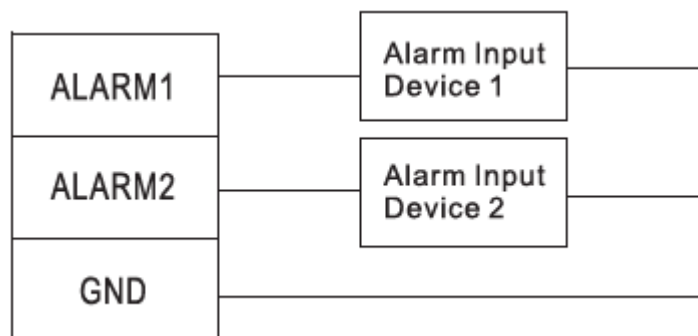 ALARM1
Alarm Input
Device 1
ALARM2
Alarm Input
Device 2
GND